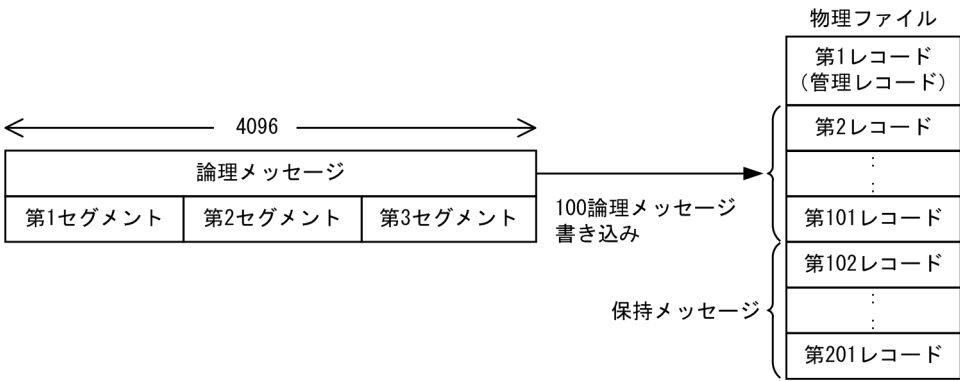 物理ファイル
第1レコード
（管理レコード）
4096
第2レコード
論理メッセージ
:
:
第1セグメント 第2セグメント 第3セグメント
100論理メッセージ
書き込み
第101レコード
第102レコード
保持メッセージ
:
:
第201レコード